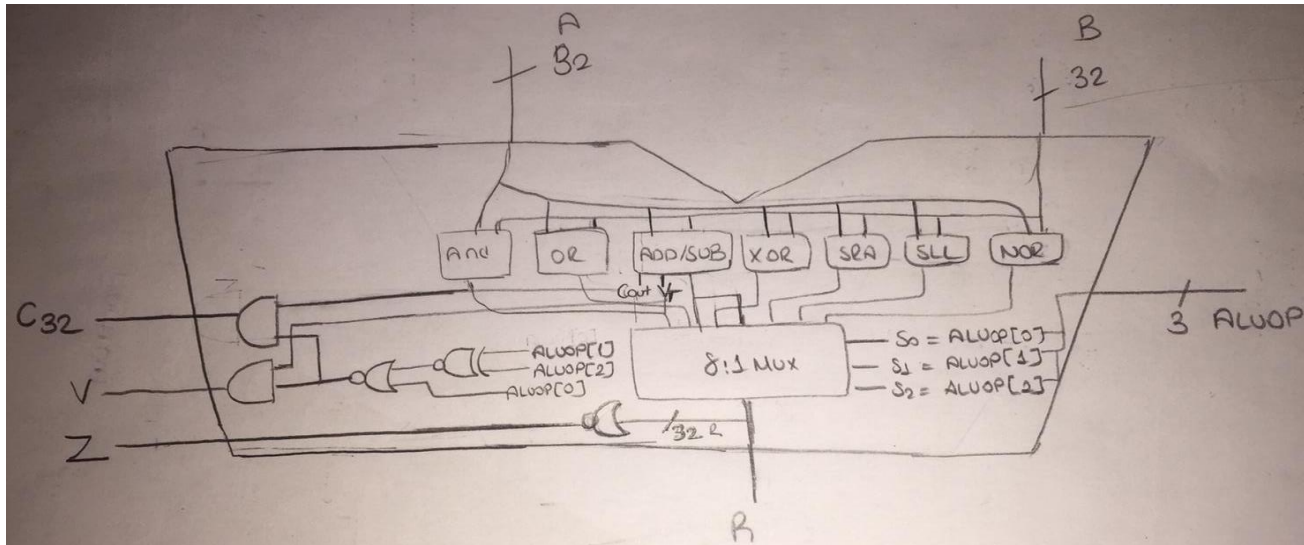 A
32
B
32
And
OR
ADD/SUB
XOR
SRA
SLL
NOR
Cout V
C32
V
Z
ALUOP[1]
ALUOP[2]
ALUOP[0]
8:1 MUX
S0 = ALUOP[0]
S1 = ALUOP[1]
S2 = ALUOP[2]
3 ALUOP
32 R
R